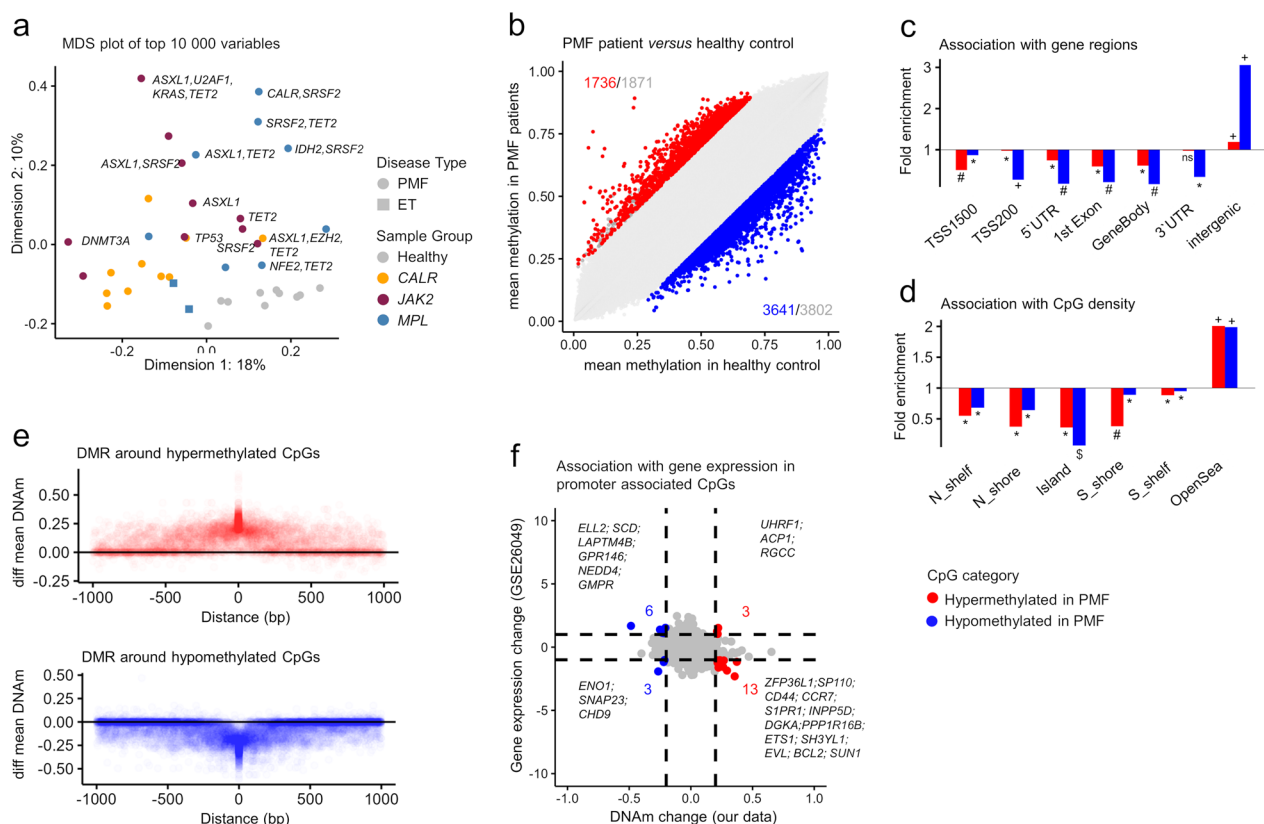 a
MDS plot of top 10 000 variables
Dimension 2: 10%
0.4
0.2
0.0
-0.2
-0.2
0.0
0.2
Dimension 1: 18%
ASXL1,U2AF1,
KRAS,TET2
CALR,SRSF2
SRSF2,TET2
IDH2,SRSF2
ASXL1,TET2
ASXL1,SRSF2
ASXL1
TET2
DNMT3A
TP53
SRSF2
ASXL1,EZH2,
TET2
NFE2,TET2
Disease Type
PMF
ET
Sample Group
Healthy
CALR
JAK2
MPL
b
PMF patient versus healthy control
mean methylation in PMF patients
1.00
0.75
0.50
0.25
0.00
0.00
0.25
0.50
0.75
1.00
mean methylation in healthy control
1736/1871
3641/3802
c
Association with gene regions
Fold enrichment
3
2
1
+
+
#
*
*
+
*
#
*
#
*
#
ns
*
TSS1500
TSS200
5'UTR
1st Exon
GeneBody
3'UTR
intergenic
d
Association with CpG density
Fold enrichment
2
1
0.5
+
+
*
*
*
*
*
$
#
*
*
*
N_shelf
N_shore
Island
S_shore
S_shelf
OpenSea
CpG category
Hypermethylated in PMF
Hypomethylated in PMF
e
DMR around hypermethylated CpGs
diff mean DNAm
0.50
0.25
0.00
-0.25
-1000
-500
0
500
1000
Distance (bp)
DMR around hypomethylated CpGs
diff mean DNAm
0.25
0.00
-0.25
-0.50
-1000
-500
0
500
1000
Distance (bp)
f
Association with gene expression in
promoter associated CpGs
Gene expression change (GSE26049)
10
5
0
-5
-10
-1.0
-0.5
0.0
0.5
1.0
DNAm change (our data)
ELL2; SCD;
LAPTM4B;
GPR146;
NEDD4;
GMPR
UHRF1;
ACP1;
RGCC
6
3
3
13
ENO1;
SNAP23;
CHD9
ZFP36L1;SP110;
CD44; CCR7;
S1PR1; INPP5D;
DGKA;PPP1R16B;
ETS1; SH3YL1;
EVL; BCL2; SUN1